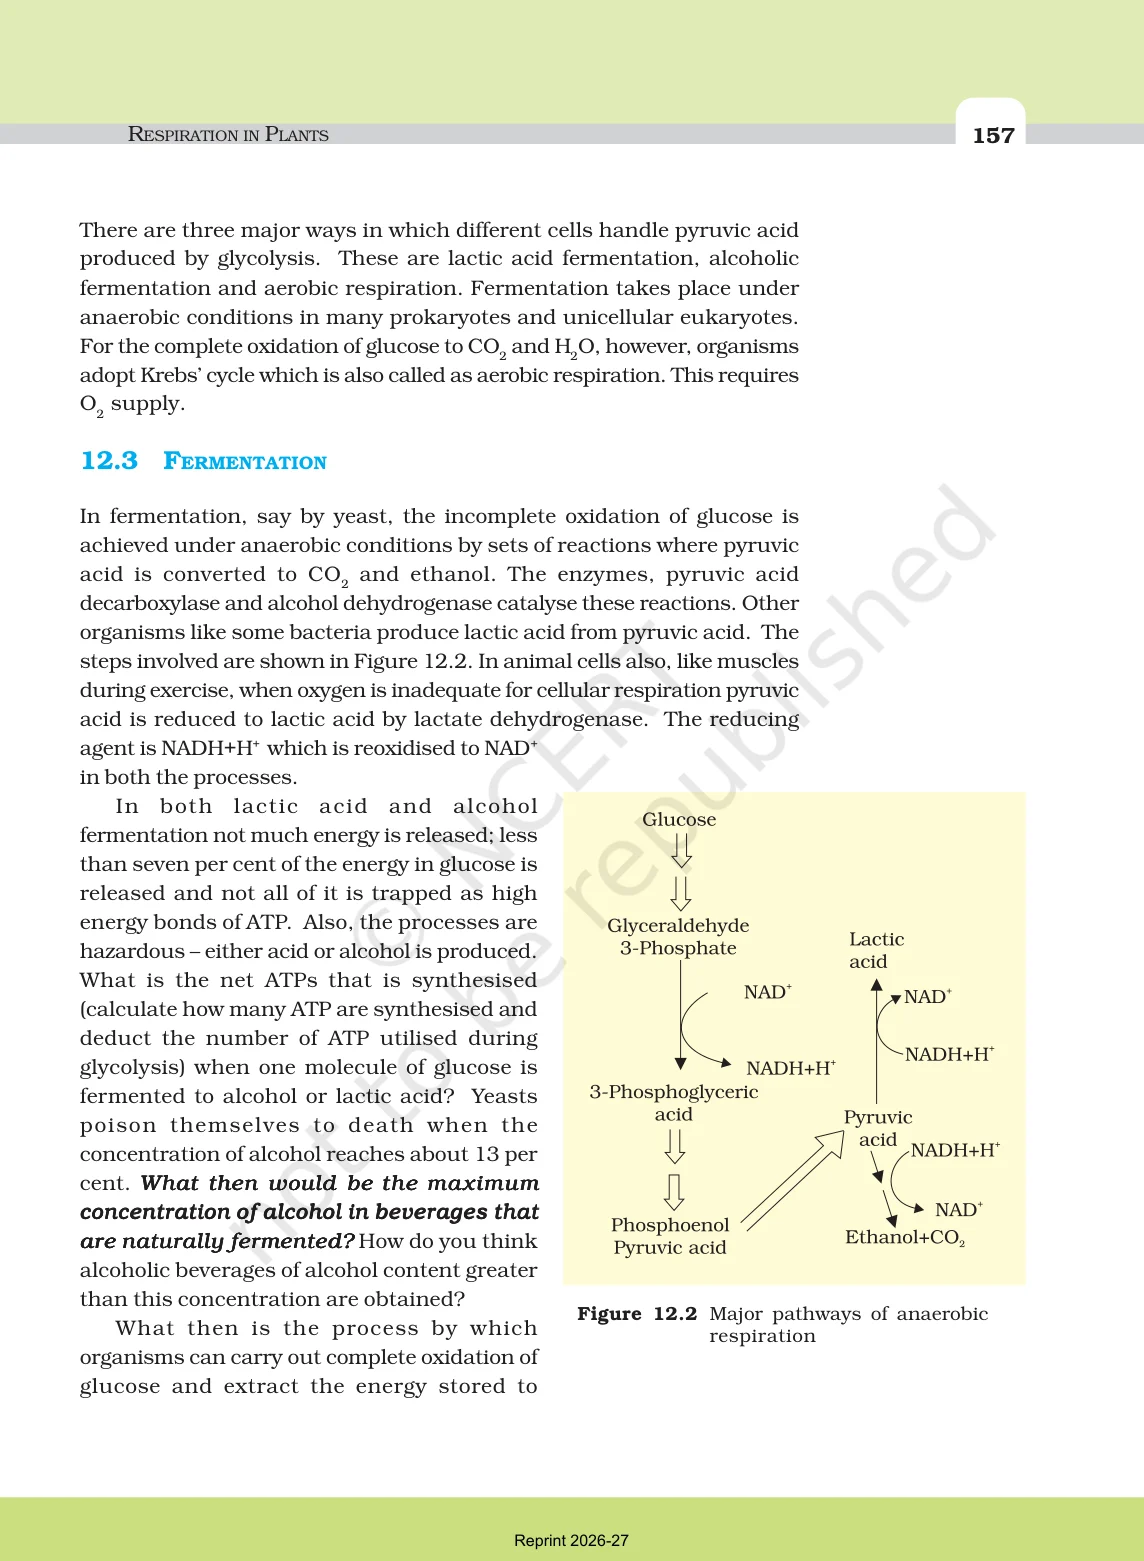 RESPIRATION IN PLANTS
157
There are three major ways in which different cells handle pyruvic acid
produced by glycolysis. These are lactic acid fermentation, alcoholic
fermentation and aerobic respiration. Fermentation takes place under
anaerobic conditions in many prokaryotes and unicellular eukaryotes.
For the complete oxidation of glucose to CO₂ and H₂O, however, organisms
adopt Krebs’ cycle which is also called as aerobic respiration. This requires
O₂ supply.
12.3 FERMENTATION
In fermentation, say by yeast, the incomplete oxidation of glucose is
achieved under anaerobic conditions by sets of reactions where pyruvic
acid is converted to CO₂ and ethanol. The enzymes, pyruvic acid
decarboxylase and alcohol dehydrogenase catalyse these reactions. Other
organisms like some bacteria produce lactic acid from pyruvic acid. The
steps involved are shown in Figure 12.2. In animal cells also, like muscles
during exercise, when oxygen is inadequate for cellular respiration pyruvic
acid is reduced to lactic acid by lactate dehydrogenase. The reducing
agent is NADH+H⁺ which is reoxidised to NAD⁺
in both the processes.
In both lactic acid and alcohol
fermentation not much energy is released; less
than seven per cent of the energy in glucose is
released and not all of it is trapped as high
energy bonds of ATP. Also, the processes are
hazardous – either acid or alcohol is produced.
What is the net ATPs that is synthesised
(calculate how many ATP are synthesised and
deduct the number of ATP utilised during
glycolysis) when one molecule of glucose is
fermented to alcohol or lactic acid? Yeasts
poison themselves to death when the
concentration of alcohol reaches about 13 per
cent. What then would be the maximum
concentration of alcohol in beverages that
are naturally fermented? How do you think
alcoholic beverages of alcohol content greater
than this concentration are obtained?
What then is the process by which
organisms can carry out complete oxidation of
glucose and extract the energy stored to
Glucose
Glyceraldehyde
3-Phosphate
NAD⁺
NADH+H⁺
3-Phosphoglyceric
acid
Phosphoenol
Pyruvic acid
Lactic
acid
NAD⁺
NADH+H⁺
Pyruvic
acid
NADH+H⁺
NAD⁺
Ethanol+CO₂
Figure 12.2 Major pathways of anaerobic
respiration
© NCERT
not to be republished
Reprint 2026-27